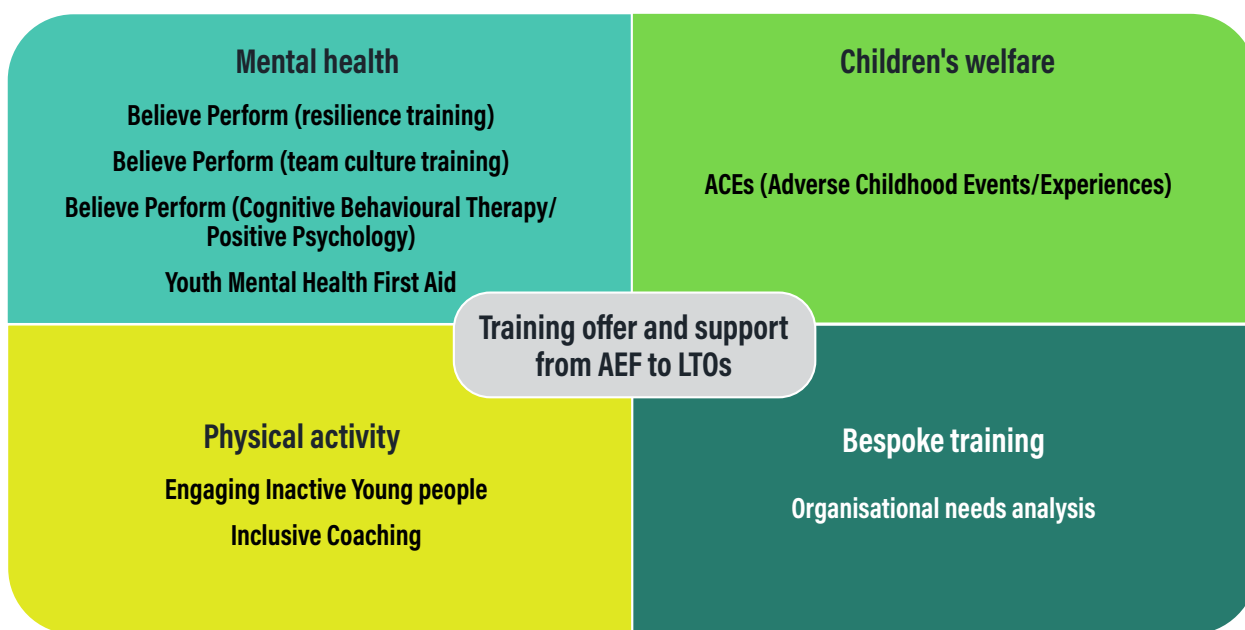 Mental health
Believe Perform (resilience training)
Believe Perform (team culture training)
Believe Perform (Cognitive Behavioural Therapy/
Positive Psychology)
Youth Mental Health First Aid
Children's welfare
ACEs (Adverse Childhood Events/Experiences)
Training offer and support
from AEF to LTOs
Physical activity
Engaging Inactive Young people
Inclusive Coaching
Bespoke training
Organisational needs analysis